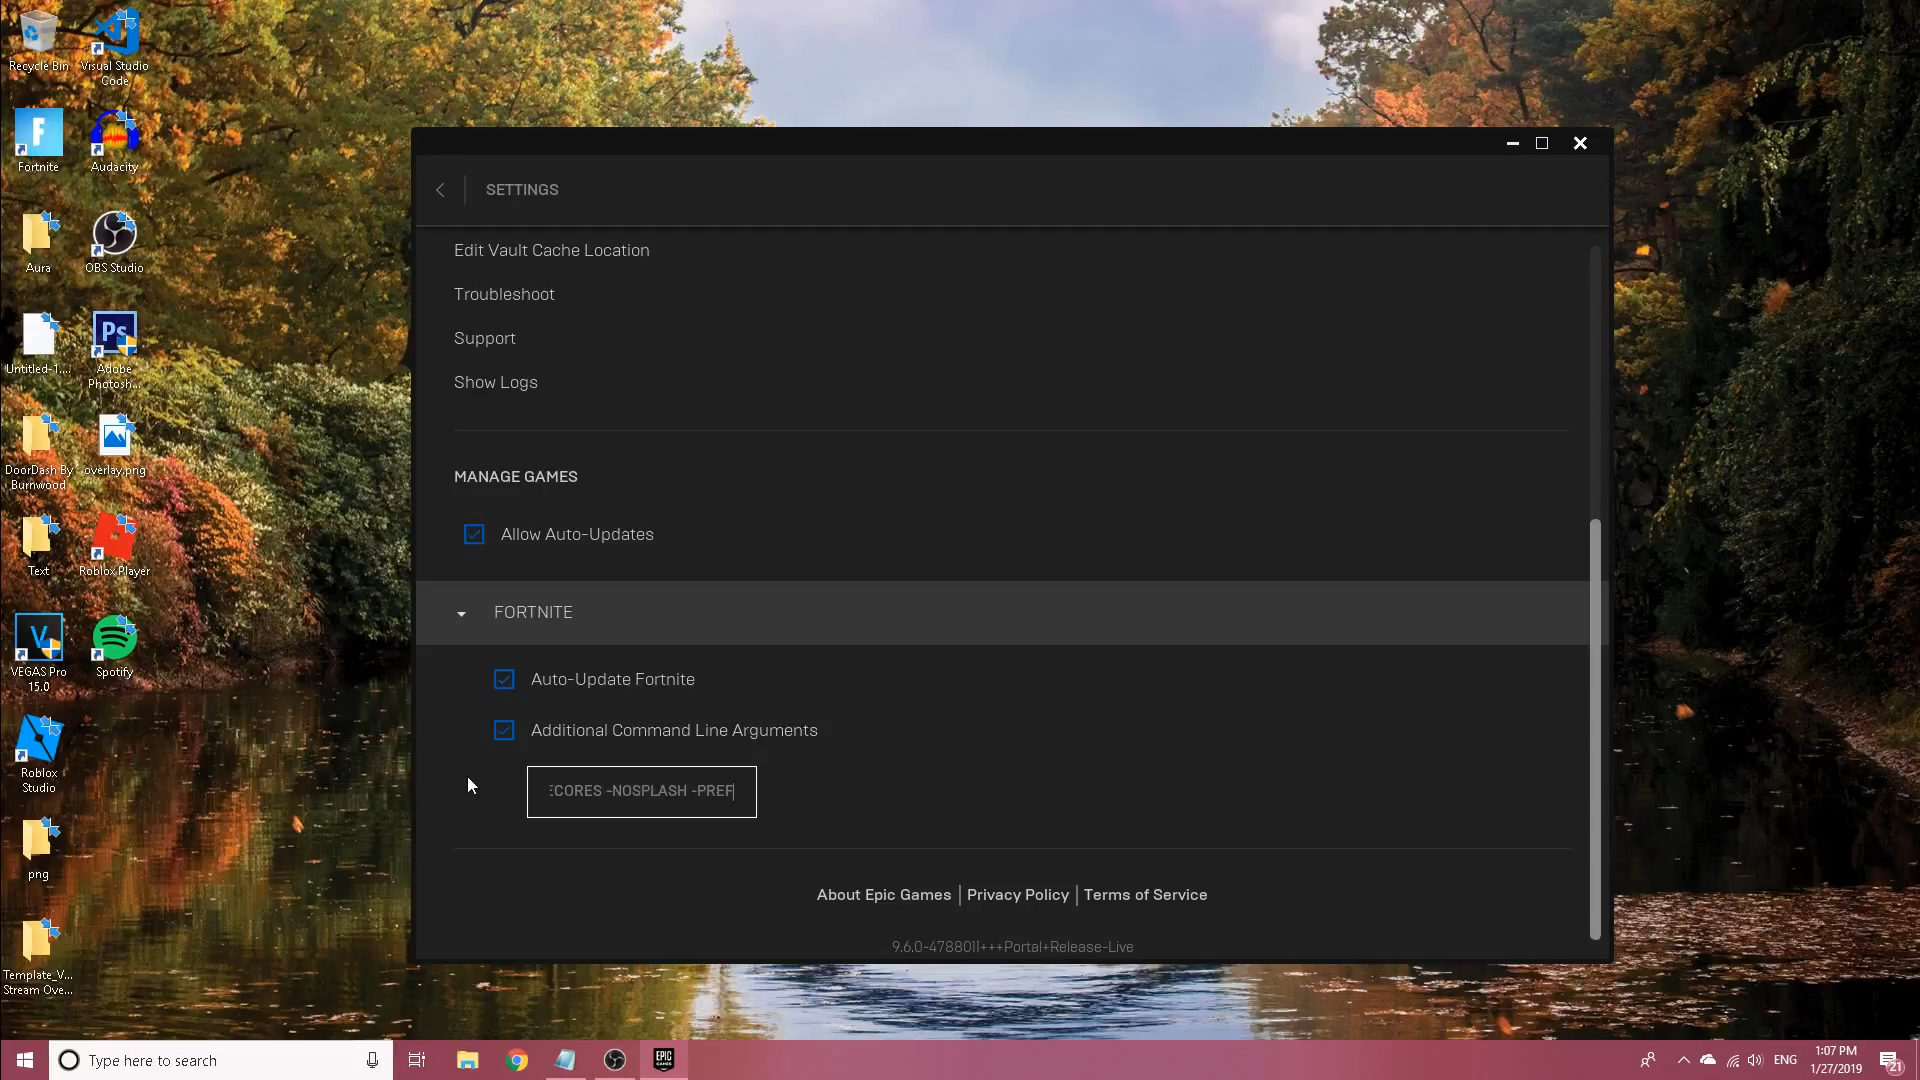 Recycle Bin
Visual Studio
Code
Fortnite
Audacity
Aura
OBS Studio
Untitled-1....
Ps
Adobe
Photosh...
DoorDash By
Burnwood
overlay.png
Text
Roblox Player
VEGAS Pro
15.0
Spotify
Roblox
Studio
png
Template_V...
Stream Ove...
SETTINGS
Edit Vault Cache Location
Troubleshoot
Support
Show Logs
MANAGE GAMES
Allow Auto-Updates
FORTNITE
Auto-Update Fortnite
Additional Command Line Arguments
ECORES -NOSPLASH -PREF
About Epic Games | Privacy Policy | Terms of Service
9.6.0-4788011+++Portal+Release-Live
Type here to search
EPIC
GAMES
ENG
1:07 PM
1/27/2019
21